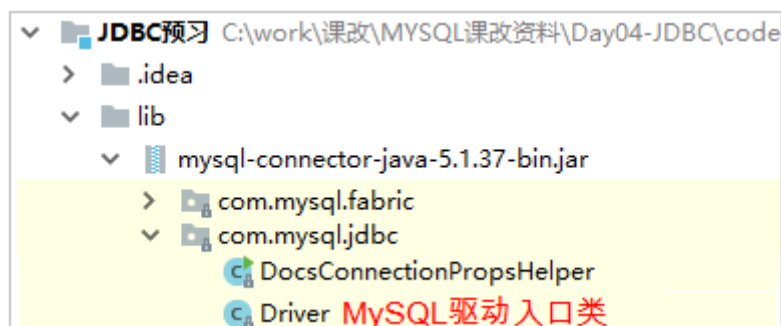 JDBC预习 C:\work\课改\MYSQL课改资料\Day04-JDBC\code
.idea
lib
mysql-connector-java-5.1.37-bin.jar
com.mysql.fabric
com.mysql.jdbc
DocsConnectionPropsHelper
Driver MySQL驱动入口类